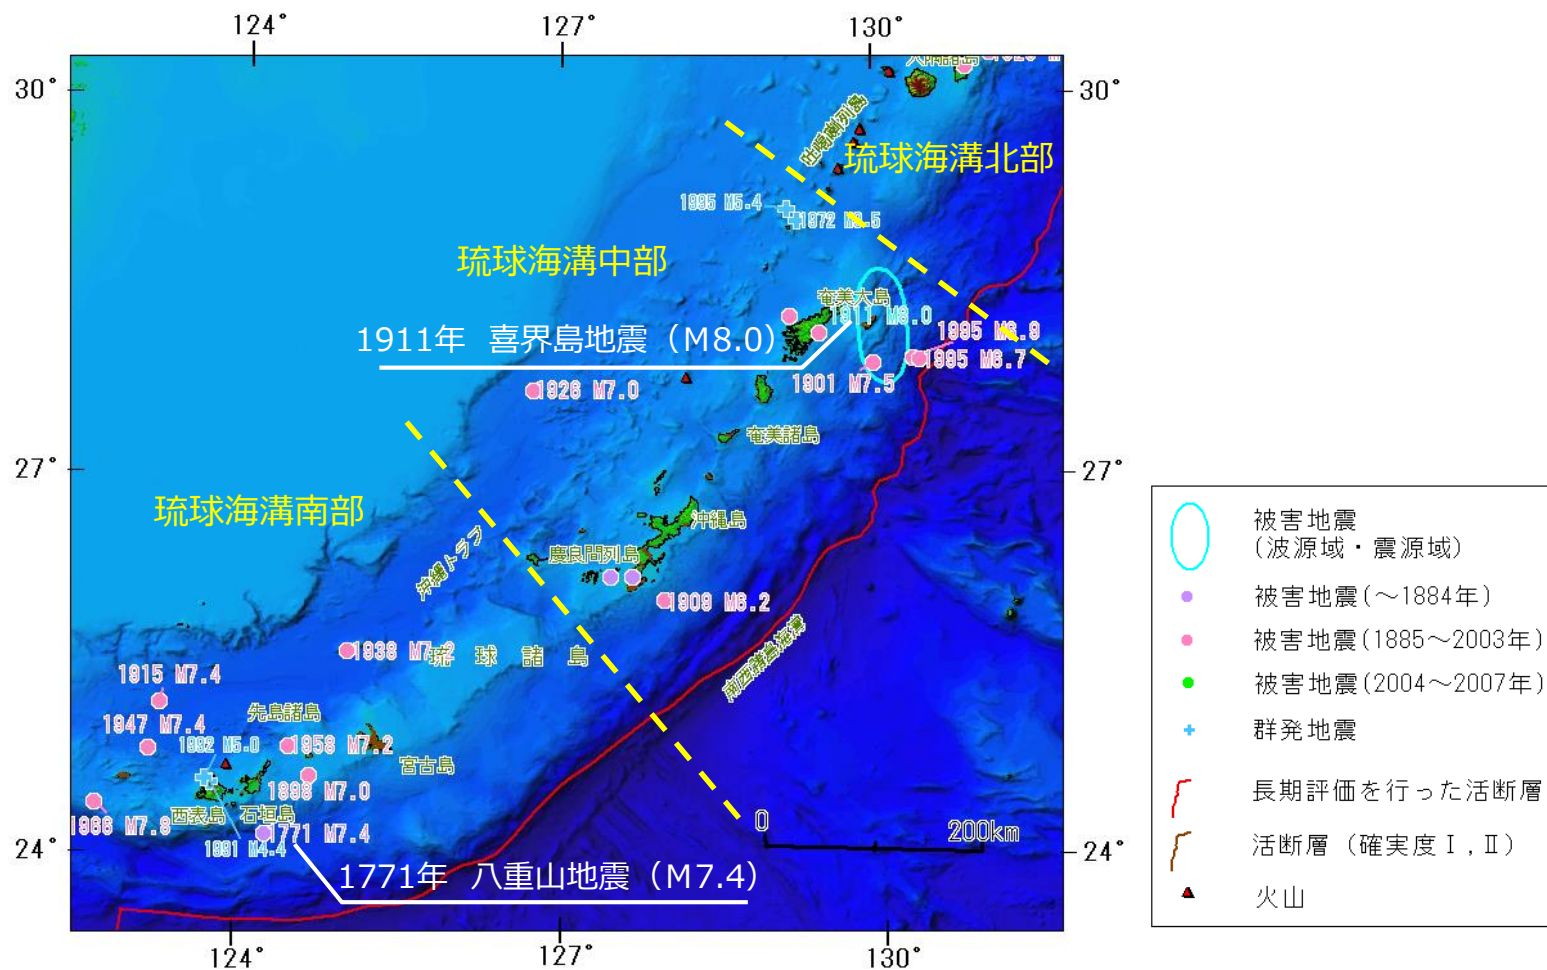 124°
127°
130°
30°
30°
大隅諸島
吐噶喇列島
琉球海溝北部
1995 M5.4
1972 M3.5
琉球海溝中部
奄美大島
1911 M8.0
1911年 喜界島地震（M8.0）
1995 M6.9
1995 M6.7
1901 M7.5
1926 M7.0
奄美諸島
27°
27°
琉球海溝南部
沖縄島
沖縄トラフ
慶良間列島
1909 M6.2
1938 M7.2
琉球諸島
南西諸島海溝
1915 M7.4
1947 M7.4
先島諸島
1992 M5.0
1958 M7.2
宮古島
1898 M7.0
1966 M7.8
西表島
石垣島
1771 M7.4
1991 M4.4
1771年 八重山地震（M7.4）
0
200km
24°
24°
124°
127°
130°
被害地震
(波源域・震源域)
被害地震(～1884年)
被害地震(1885～2003年)
被害地震(2004～2007年)
群発地震
長期評価を行った活断層
活断層（確実度Ⅰ,Ⅱ）
火山